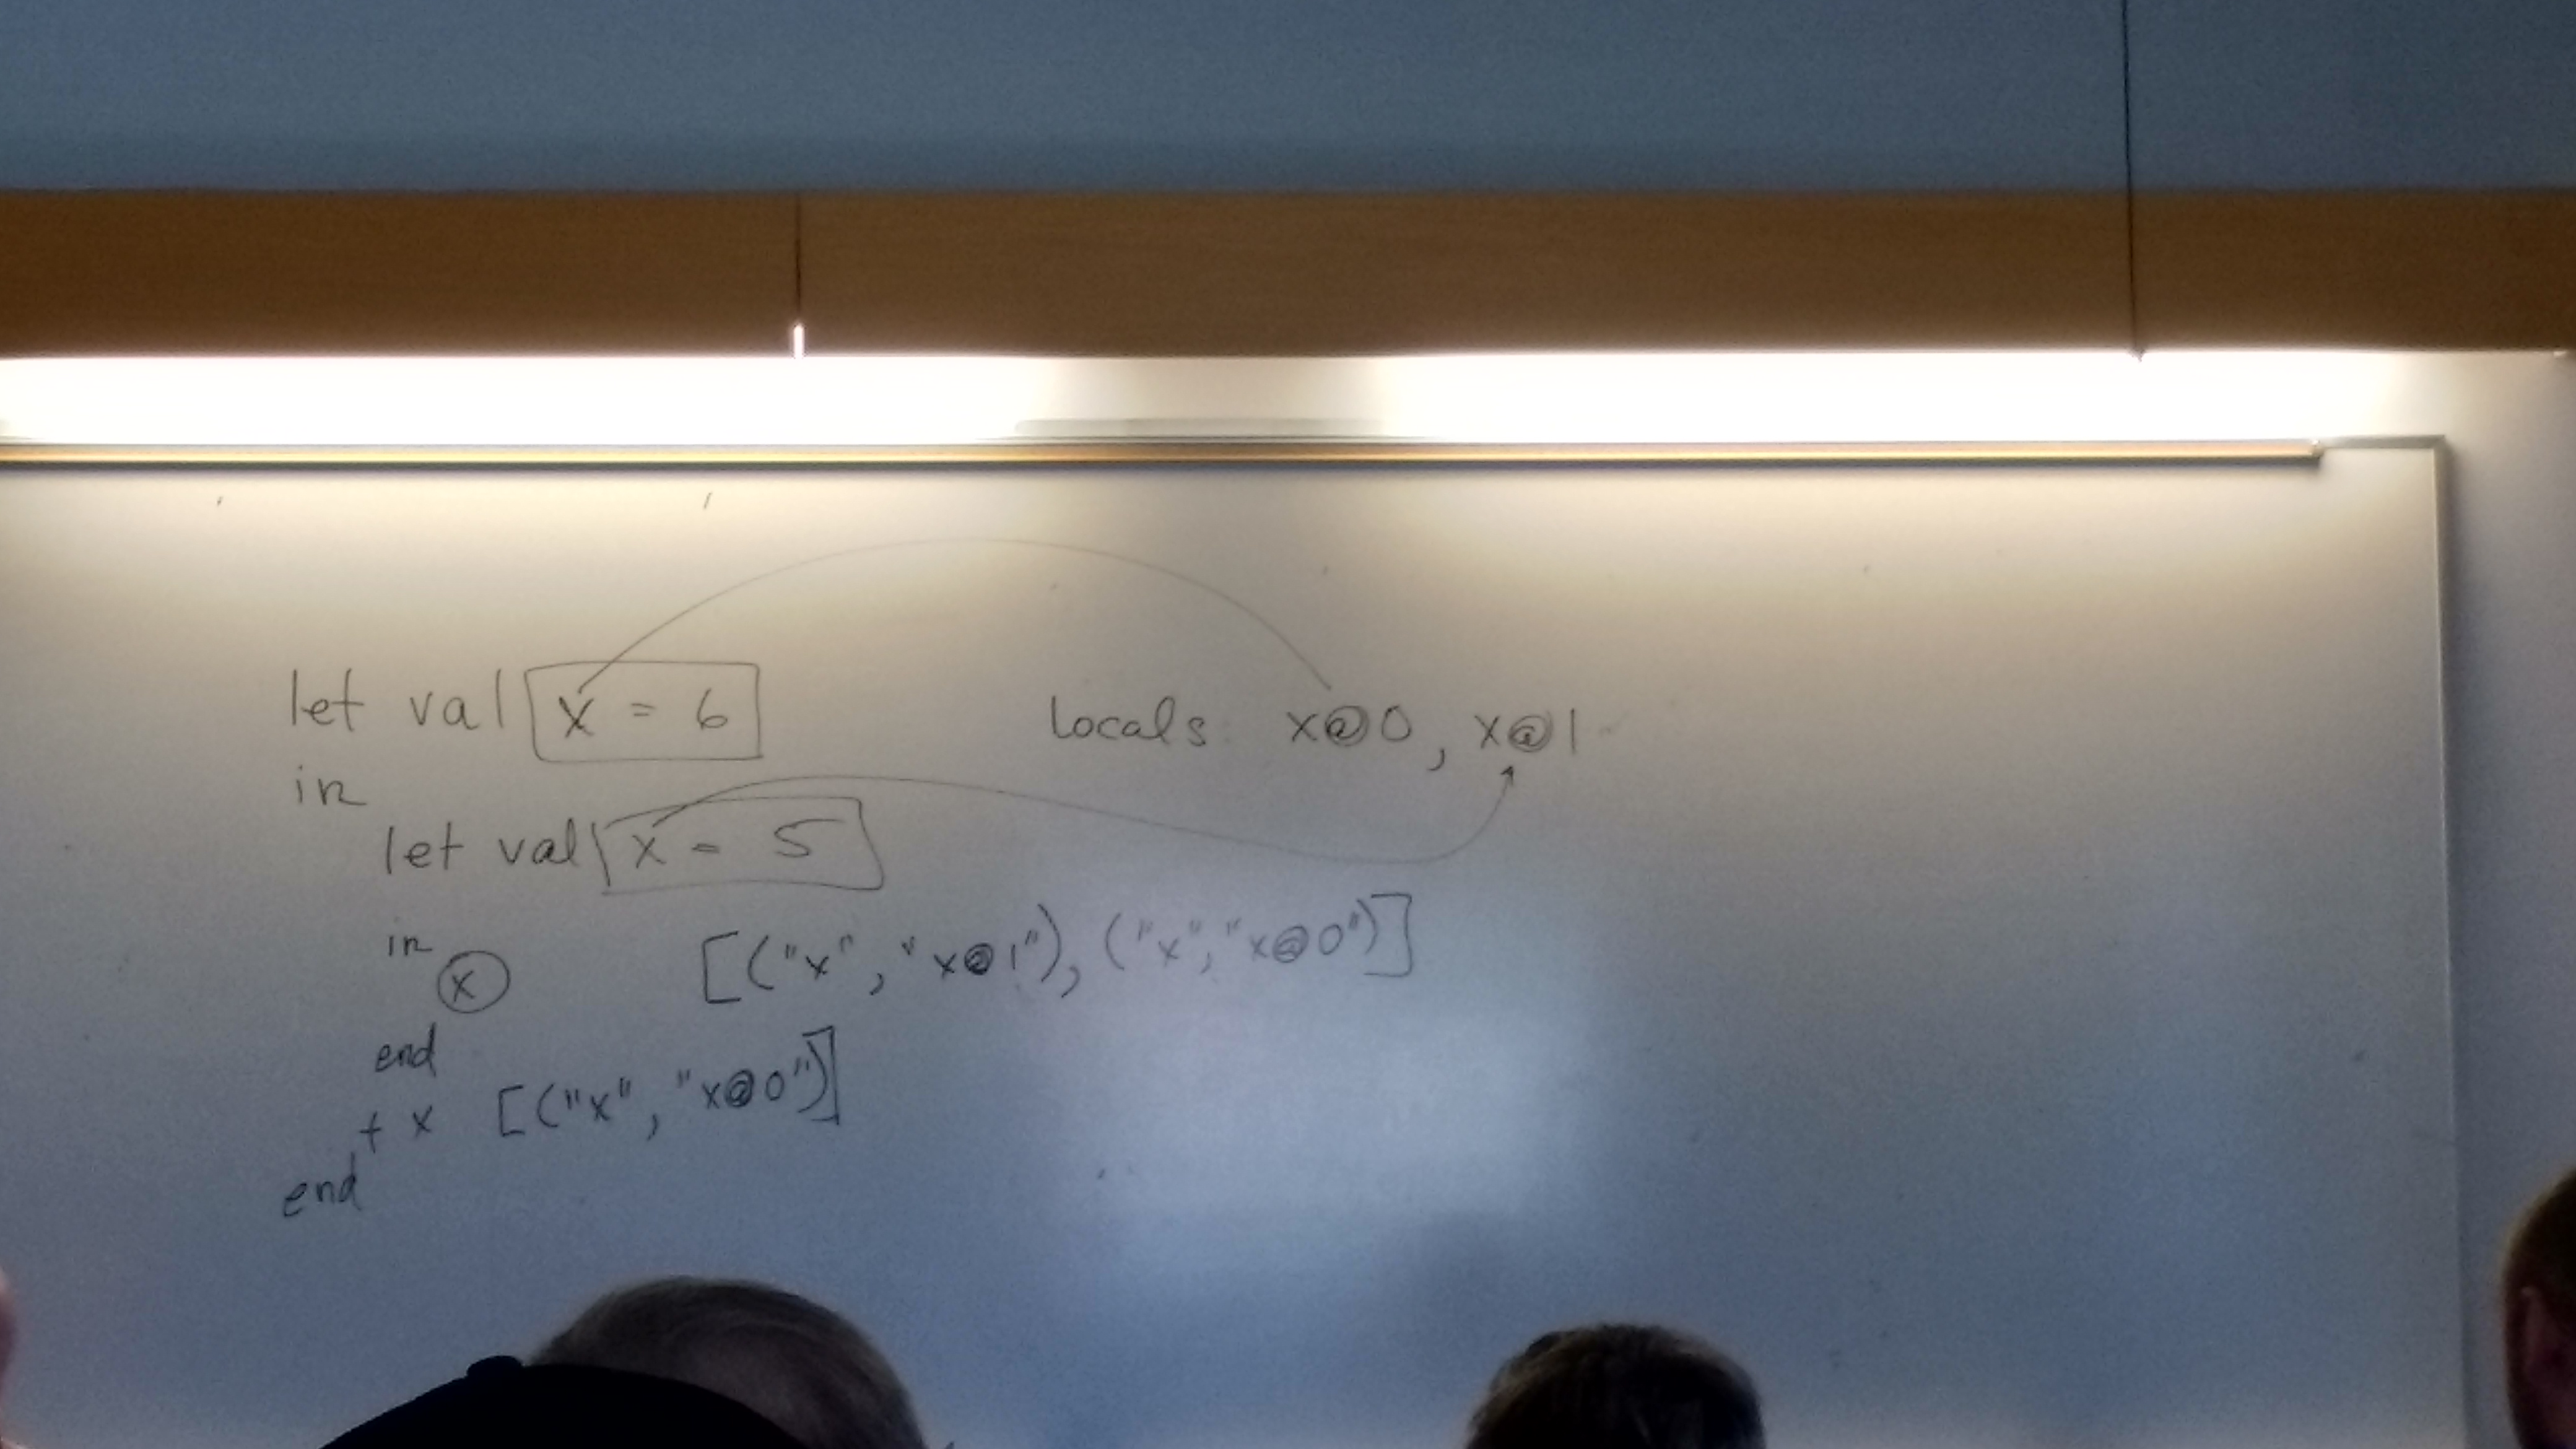 let val x = 6
Locals: x@0, x@1
in
let val x = 5
in
x
[("x", "x@1"), ("x", "x@0")]
end
+ x [("x", "x@0")]
end